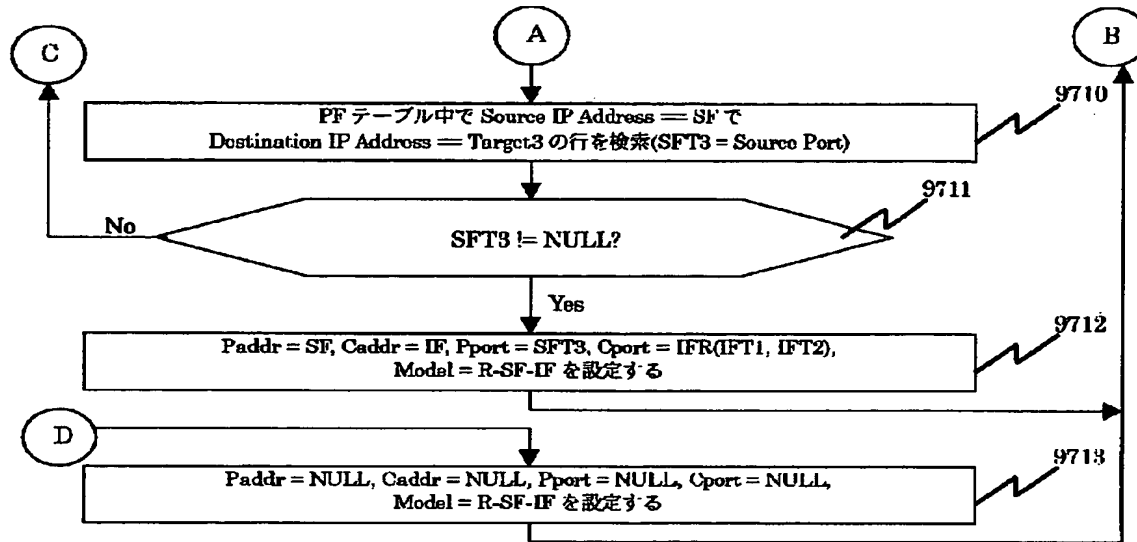 C
A
B
9710
PF テーブル中で Source IP Address == SF で
Destination IP Address == Target3 の行を検索(SFT3 = Source Port)
9711
No
SFT3 != NULL?
Yes
9712
Paddr = SF, Caddr = IF, Pport = SFT3, Cport = IFR(IFT1, IFT2),
Model = R-SF-IF を設定する
D
9713
Paddr = NULL, Caddr = NULL, Pport = NULL, Cport = NULL,
Model = R-SF-IF を設定する